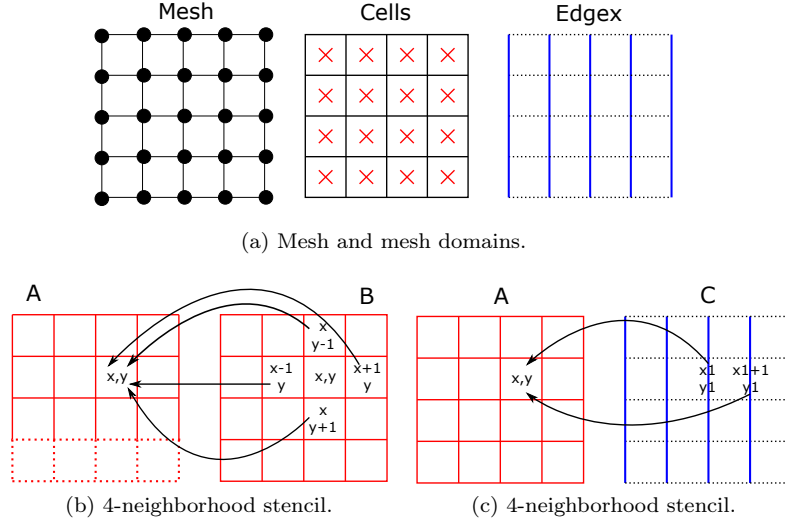 Mesh Cells Edgex
(a) Mesh and mesh domains.
A B
x
y-1
x,y
x-1
y
x,y
x+1
y
x
y+1
(b) 4-neighborhood stencil.
A C
x,y
x1
y1
x1+1
y1
(c) 4-neighborhood stencil.